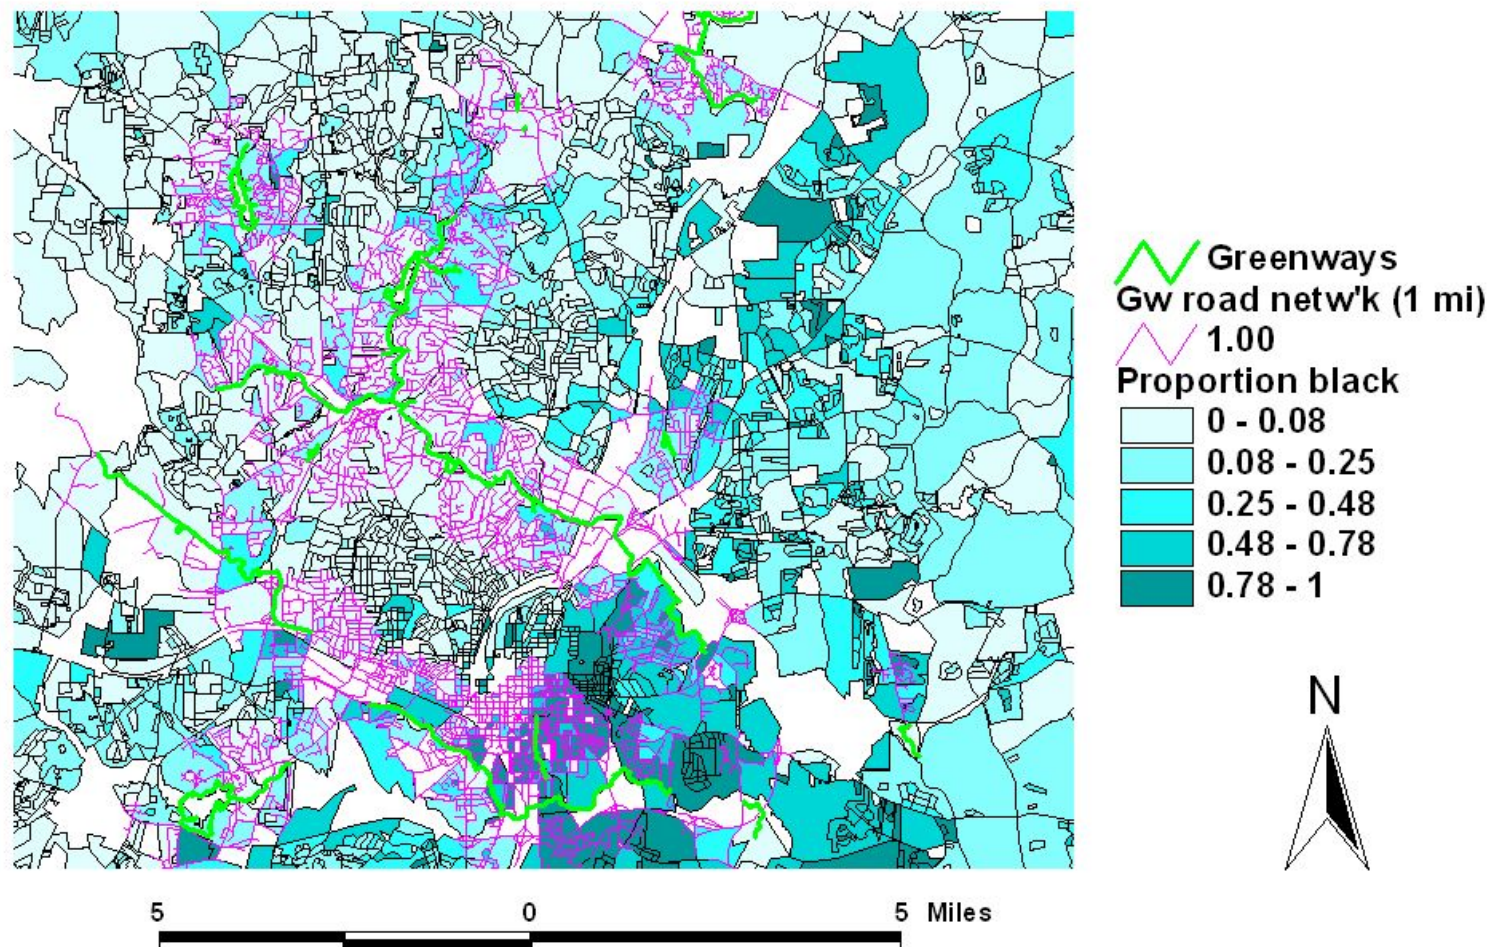 Greenways
Gw road netw'k (1 mi)
1.00
Proportion black
0 - 0.08
0.08 - 0.25
0.25 - 0.48
0.48 - 0.78
0.78 - 1
N
5 0 5 Miles